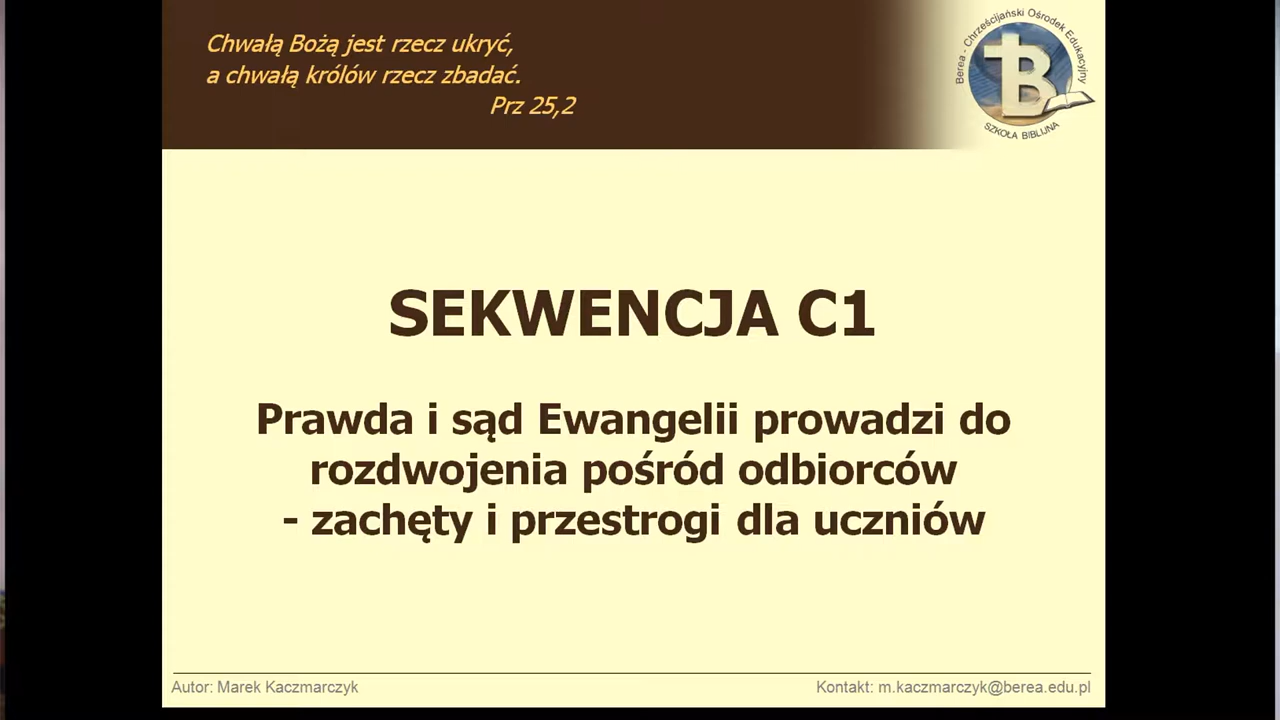 Chwałą Bożą jest rzecz ukryć,
a chwałą królów rzecz zbadać.
Prz 25,2
Berea - Chrześcijański Ośrodek Edukacyjny
B
SZKOŁA BIBLIJNA
SEKWENCJA C1
Prawda i sąd Ewangelii prowadzi do
rozdwojenia pośród odbiorców
- zachęty i przestrogi dla uczniów
Autor: Marek Kaczmarczyk
Kontakt: m.kaczmarczyk@berea.edu.pl